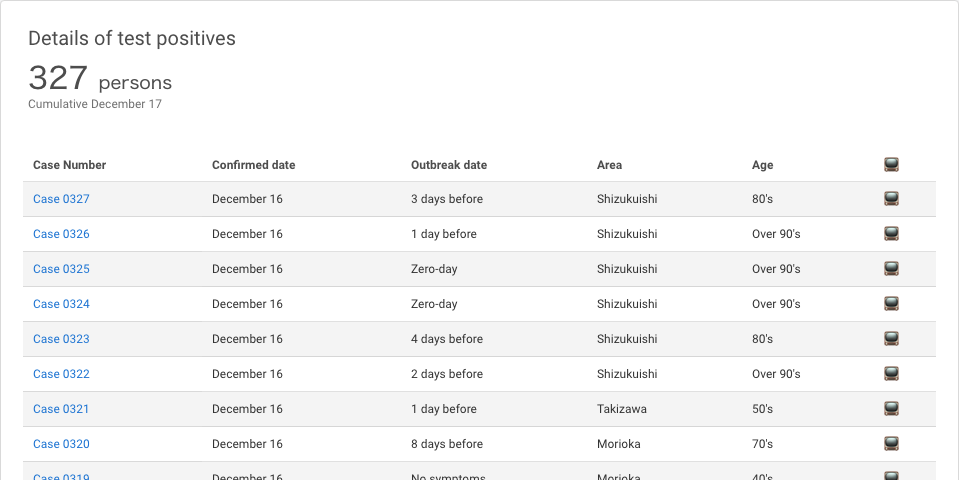 Details of test positives
327 persons
Cumulative December 17
Case Number Confirmed date Outbreak date Area Age
Case 0327 December 16 3 days before Shizukuishi 80's
Case 0326 December 16 1 day before Shizukuishi Over 90's
Case 0325 December 16 Zero-day Shizukuishi Over 90's
Case 0324 December 16 Zero-day Shizukuishi Over 90's
Case 0323 December 16 4 days before Shizukuishi 80's
Case 0322 December 16 2 days before Shizukuishi Over 90's
Case 0321 December 16 1 day before Takizawa 50's
Case 0320 December 16 8 days before Morioka 70's
Case 0319 December 16 No symptoms Morioka 40's